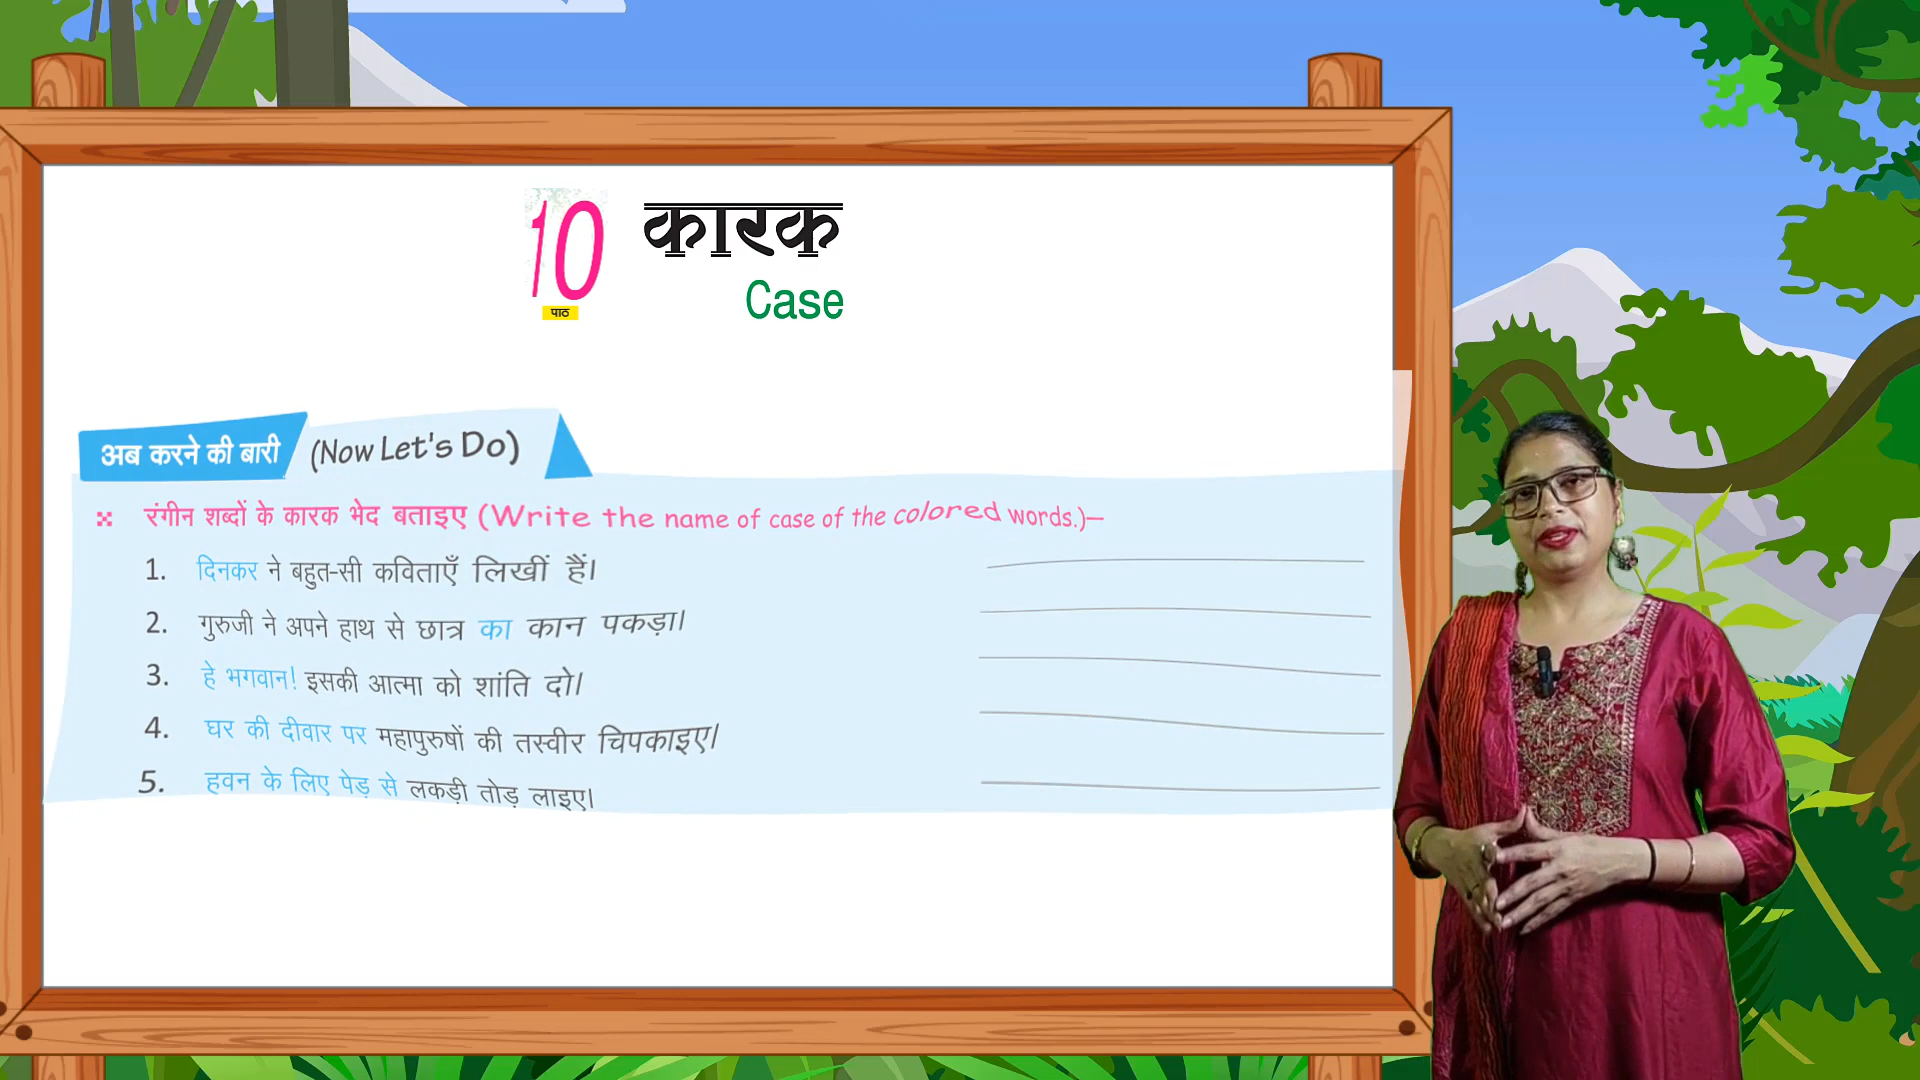 10 कारक
पाठ
Case
अब करने की बारी (Now Let's Do)
रंगीन शब्दों के कारक भेद बताइए (Write the name of case of the colored words.)—
1. दिनकर ने बहुत-सी कविताएँ लिखीं हैं।
2. गुरुजी ने अपने हाथ से छात्र का कान पकड़ा।
3. हे भगवान! इसकी आत्मा को शांति दो।
4. घर की दीवार पर महापुरुषों की तस्वीर चिपकाइए।
5. हवन के लिए पेड़ से लकड़ी तोड़ लाइए।